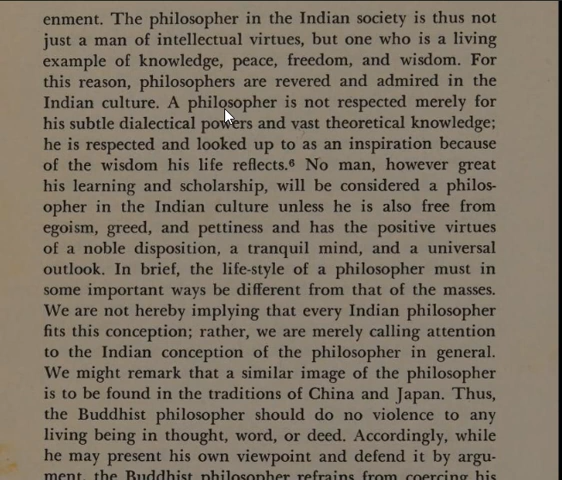 enment. The philosopher in the Indian society is thus not
just a man of intellectual virtues, but one who is a living
example of knowledge, peace, freedom, and wisdom. For
this reason, philosophers are revered and admired in the
Indian culture. A philosopher is not respected merely for
his subtle dialectical powers and vast theoretical knowledge;
he is respected and looked up to as an inspiration because
of the wisdom his life reflects.⁶ No man, however great
his learning and scholarship, will be considered a philos-
opher in the Indian culture unless he is also free from
egoism, greed, and pettiness and has the positive virtues
of a noble disposition, a tranquil mind, and a universal
outlook. In brief, the life-style of a philosopher must in
some important ways be different from that of the masses.
We are not hereby implying that every Indian philosopher
fits this conception; rather, we are merely calling attention
to the Indian conception of the philosopher in general.
We might remark that a similar image of the philosopher
is to be found in the traditions of China and Japan. Thus,
the Buddhist philosopher should do no violence to any
living being in thought, word, or deed. Accordingly, while
he may present his own viewpoint and defend it by argu-
ment, the Buddhist philosopher refrains from coercing his